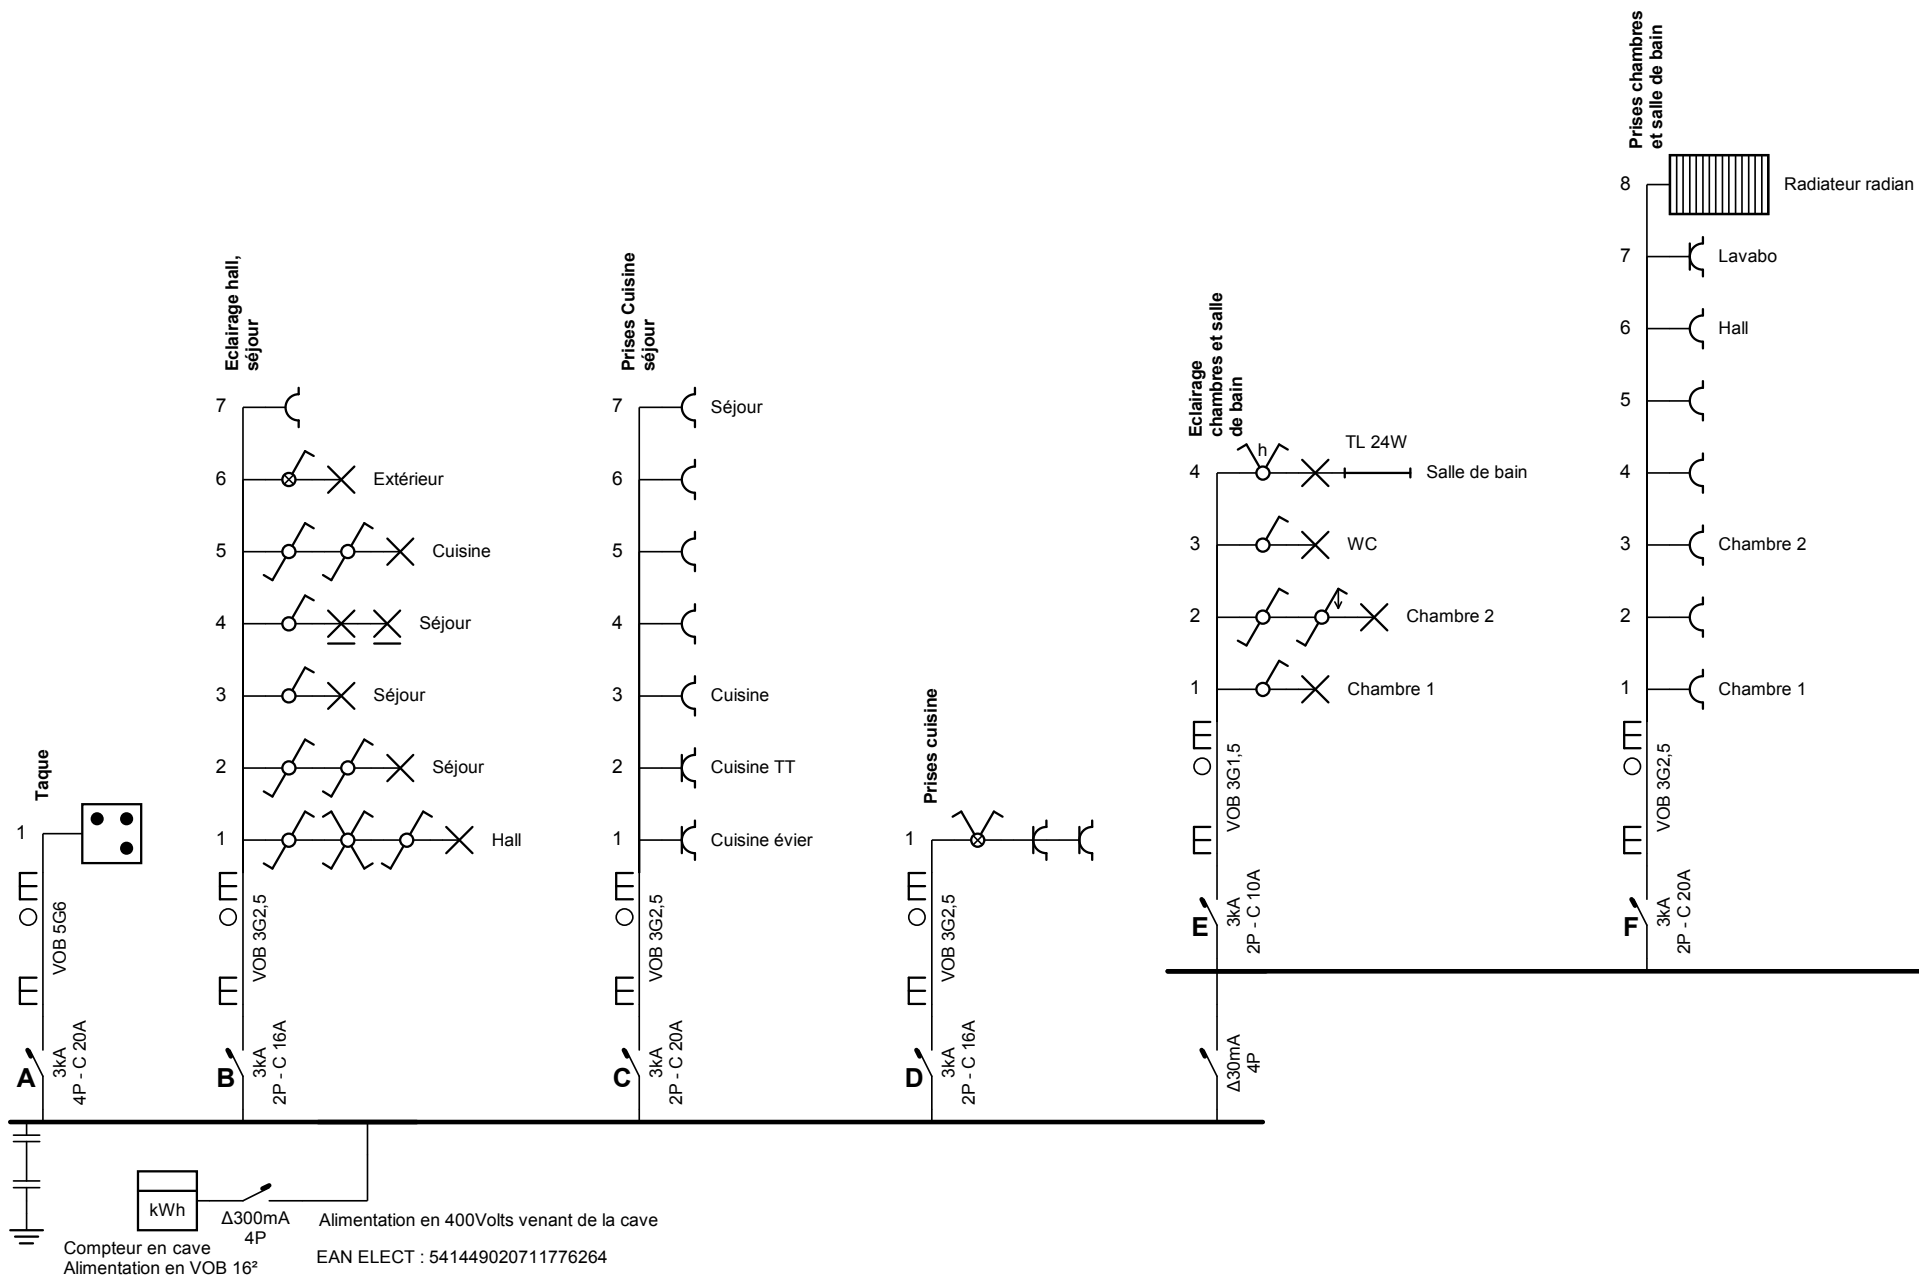 Taque
1
VOB 5G6
A
3kA
4P - C 20A
Eclairage hall,
séjour
7
6
Extérieur
5
Cuisine
4
Séjour
3
Séjour
2
Séjour
1
Hall
VOB 3G2,5
B
3kA
2P - C 16A
Prises Cuisine
séjour
7
Séjour
6
5
4
3
Cuisine
2
Cuisine TT
1
Cuisine évier
VOB 3G2,5
C
3kA
2P - C 20A
Prises cuisine
1
VOB 3G2,5
D
3kA
2P - C 16A
Eclairage
chambres et salle
de bain
4
h
TL 24W
Salle de bain
3
WC
2
Chambre 2
1
Chambre 1
VOB 3G1,5
E
3kA
2P - C 10A
Δ30mA
4P
Prises chambres
et salle de bain
8
Radiateur radian
7
Lavabo
6
Hall
5
4
3
Chambre 2
2
1
Chambre 1
VOB 3G2,5
F
3kA
2P - C 20A
kWh
Δ300mA
4P
Alimentation en 400Volts venant de la cave
Compteur en cave
Alimentation en VOB 16²
EAN ELECT : 541449020711776264